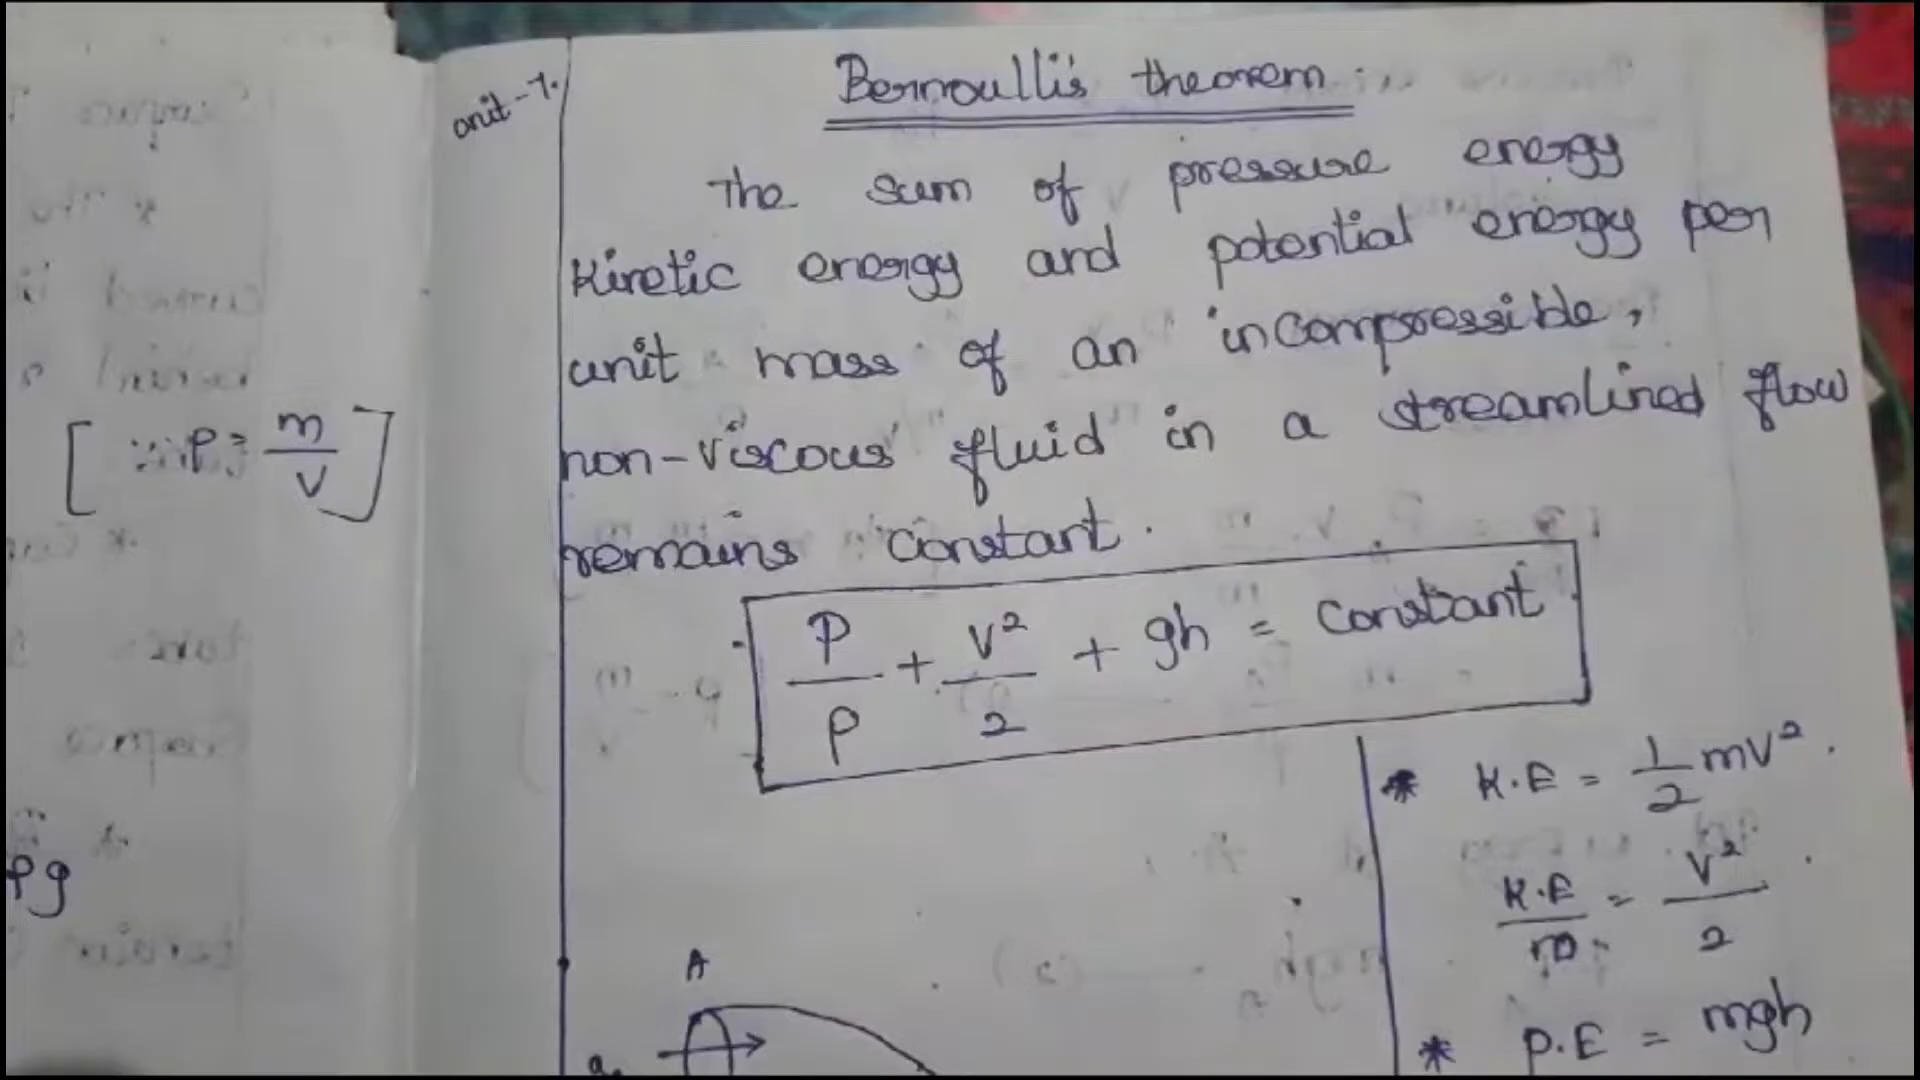 unit-7.
Bernoulli's theorem.
The sum of pressure energy
Kinetic energy and potential energy per
unit mass of an incompressible,
non-viscous fluid in a streamlined flow
remains constant.
P/ρ + V²/2 + gh = Constant
* K.E = 1/2 mV².
K.E/m = V²/2
* P.E = mgh
A
a
[∵ ρ = m/V]
ρg